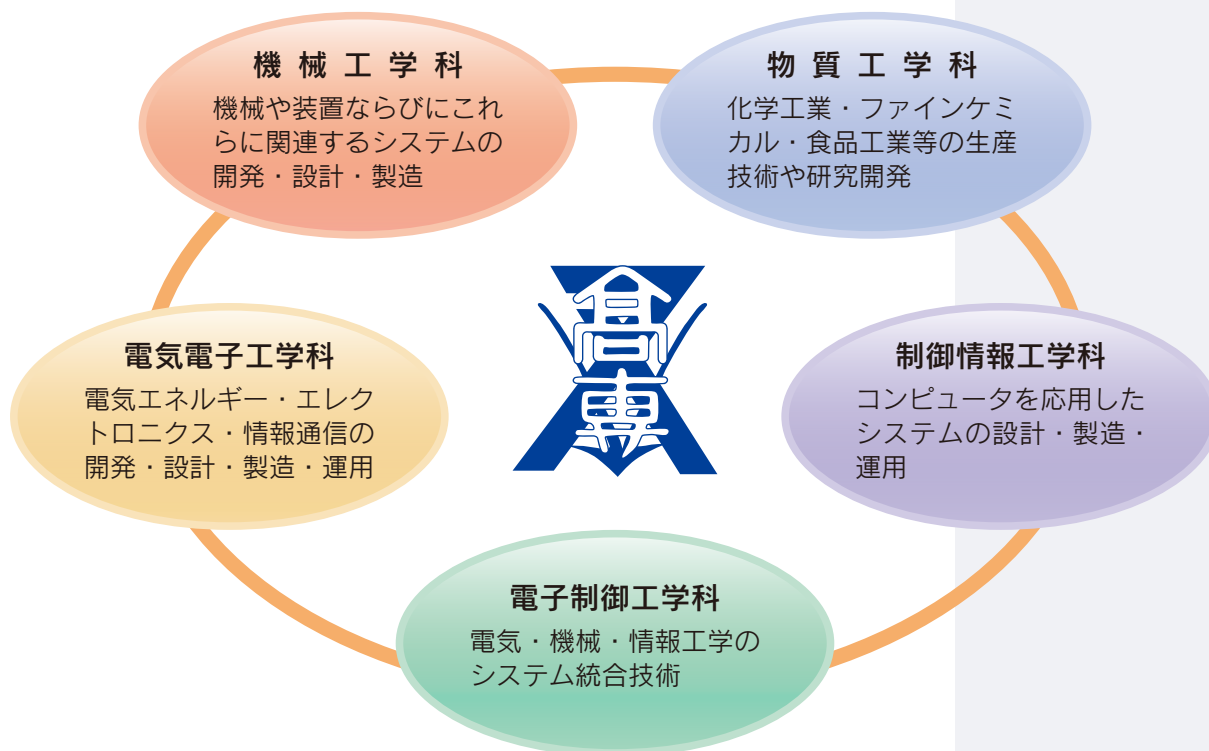 機械工学科
機械や装置ならびにこれ
らに関連するシステムの
開発・設計・製造
物質工学科
化学工業・ファインケミ
カル・食品工業等の生産
技術や研究開発
電気電子工学科
電気エネルギー・エレク
トロニクス・情報通信の
開発・設計・製造・運用
高専
制御情報工学科
コンピュータを応用した
システムの設計・製造・
運用
電子制御工学科
電気・機械・情報工学の
システム統合技術